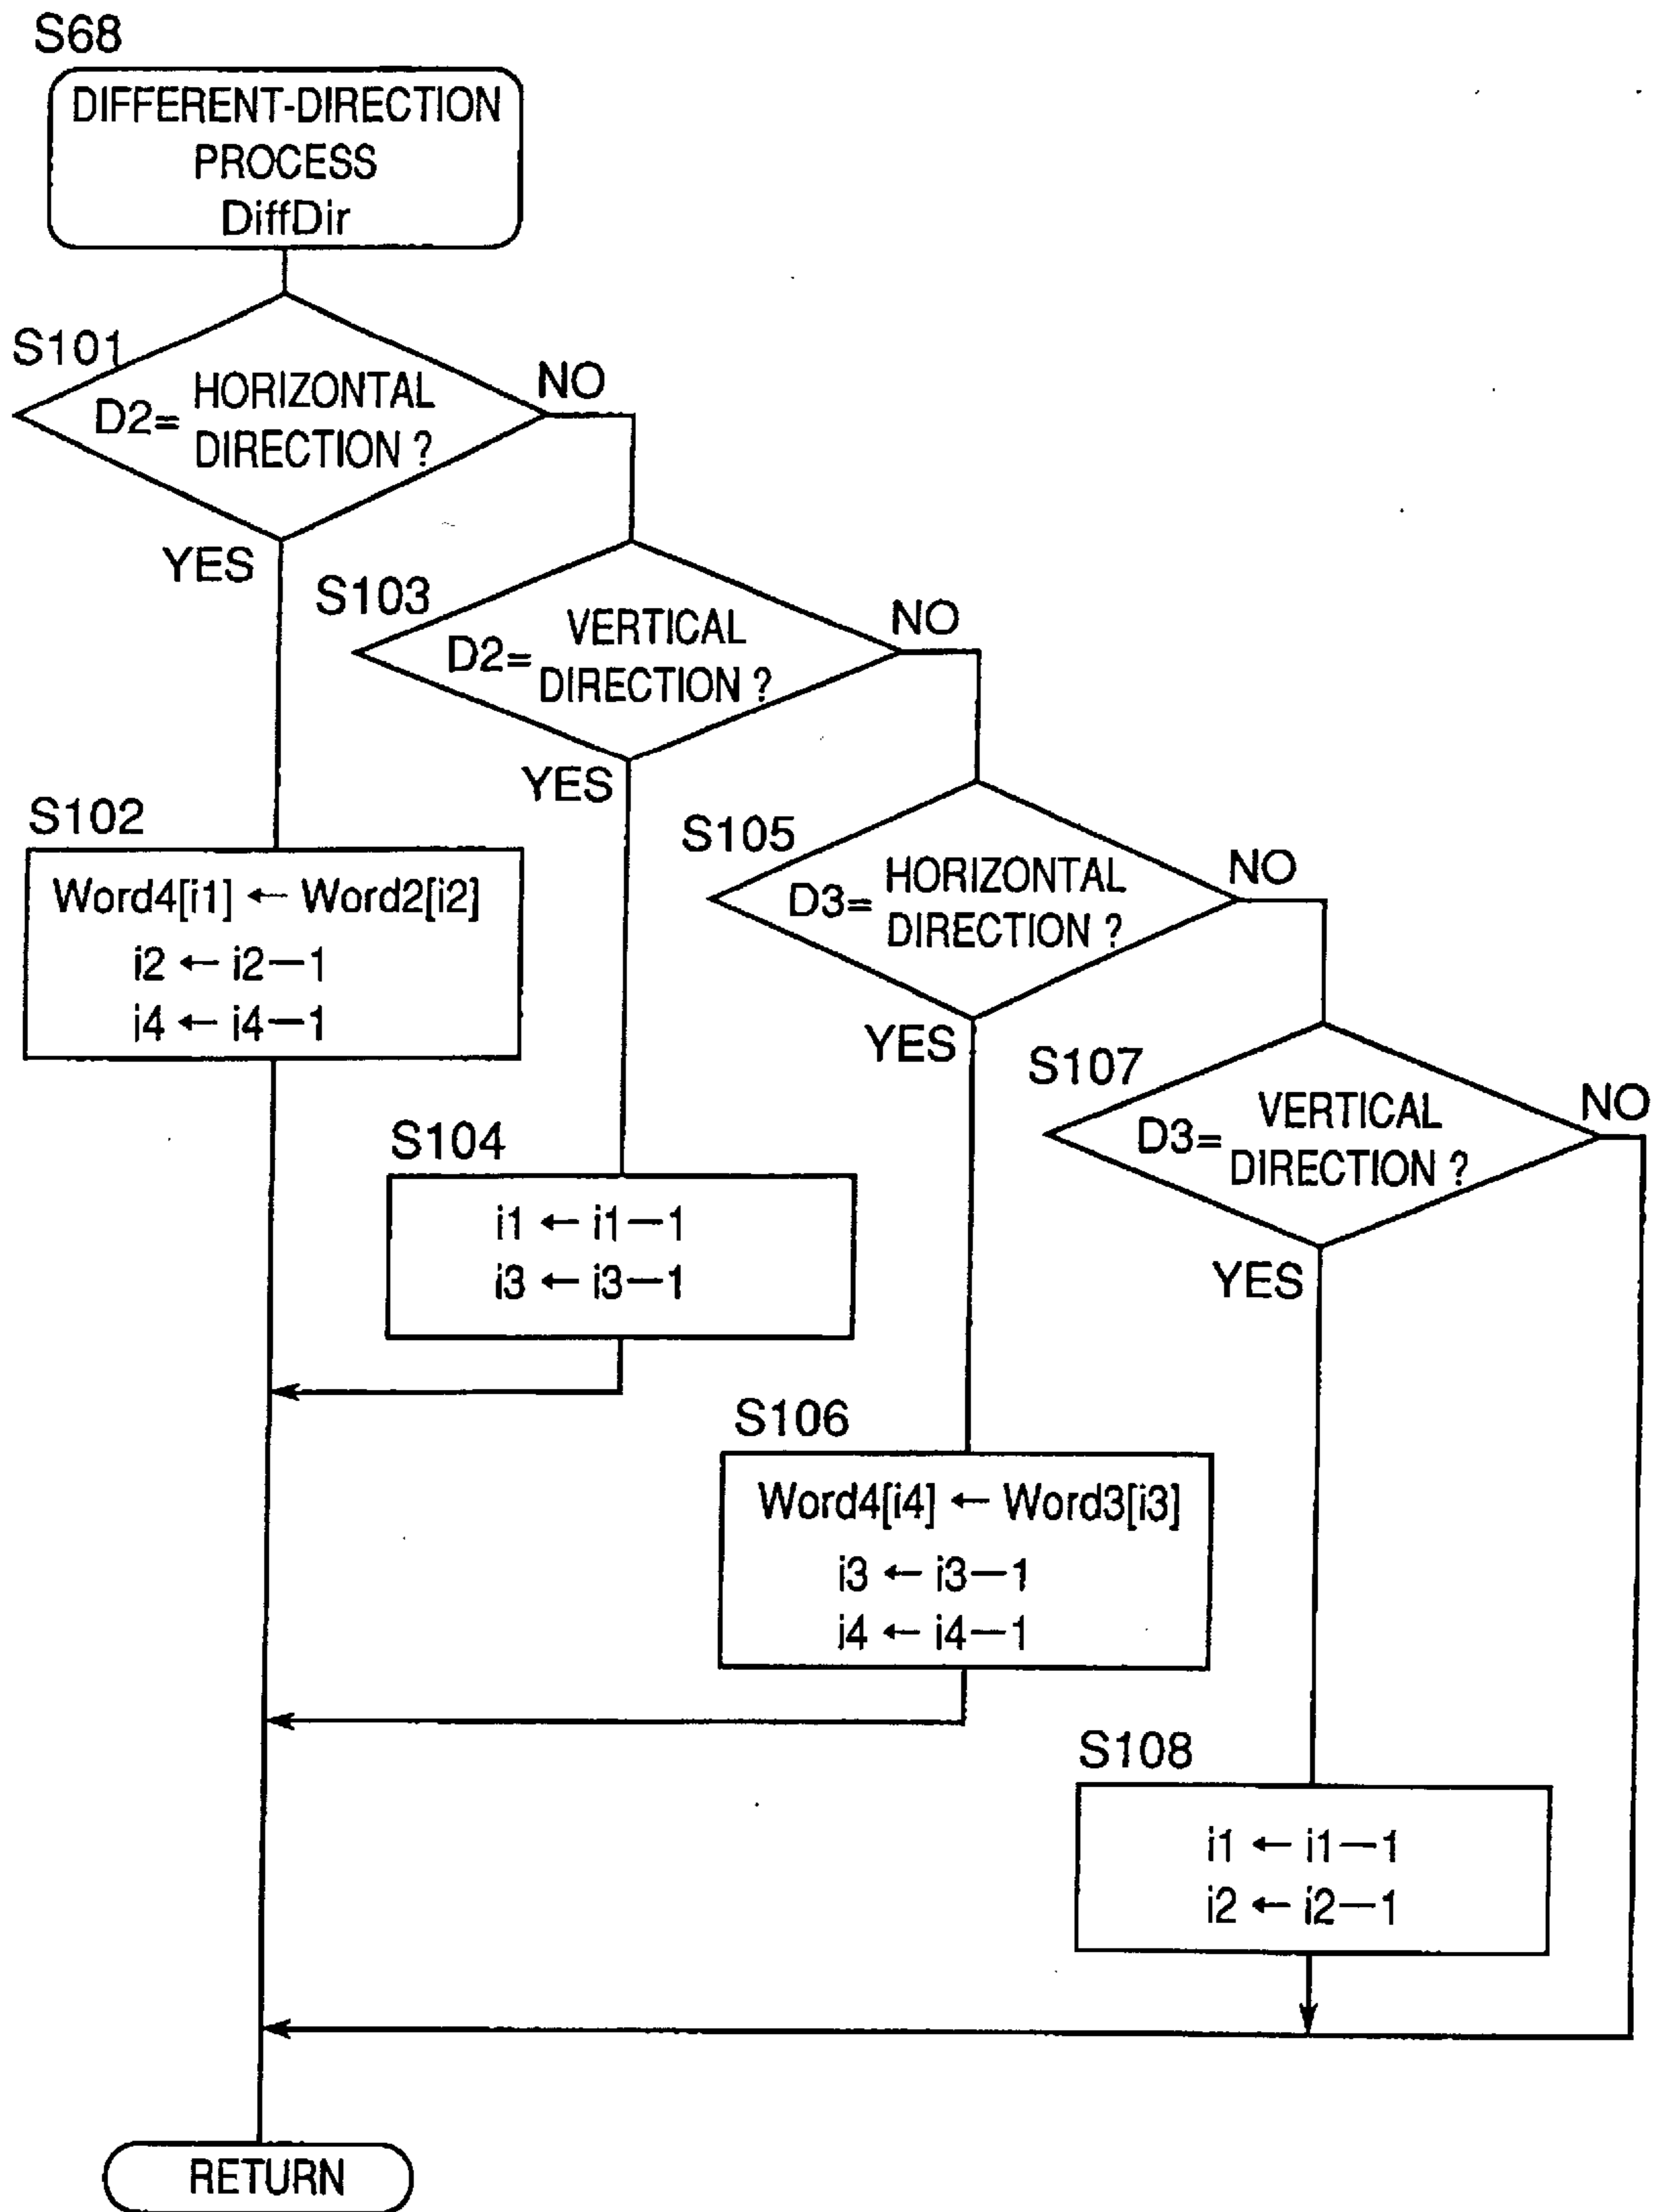 S68
DIFFERENT-DIRECTION
PROCESS
DiffDir
S101
D2= HORIZONTAL
DIRECTION ?
NO
YES
S103
D2= VERTICAL
DIRECTION ?
NO
YES
S102
Word4[i1] ← Word2[i2]
i2 ← i2—1
i4 ← i4—1
S105
D3= HORIZONTAL
DIRECTION ?
NO
YES
S107
D3= VERTICAL
DIRECTION ?
NO
YES
S104
i1 ← i1—1
i3 ← i3—1
S106
Word4[i4] ← Word3[i3]
i3 ← i3—1
i4 ← i4—1
S108
i1 ← i1—1
i2 ← i2—1
RETURN